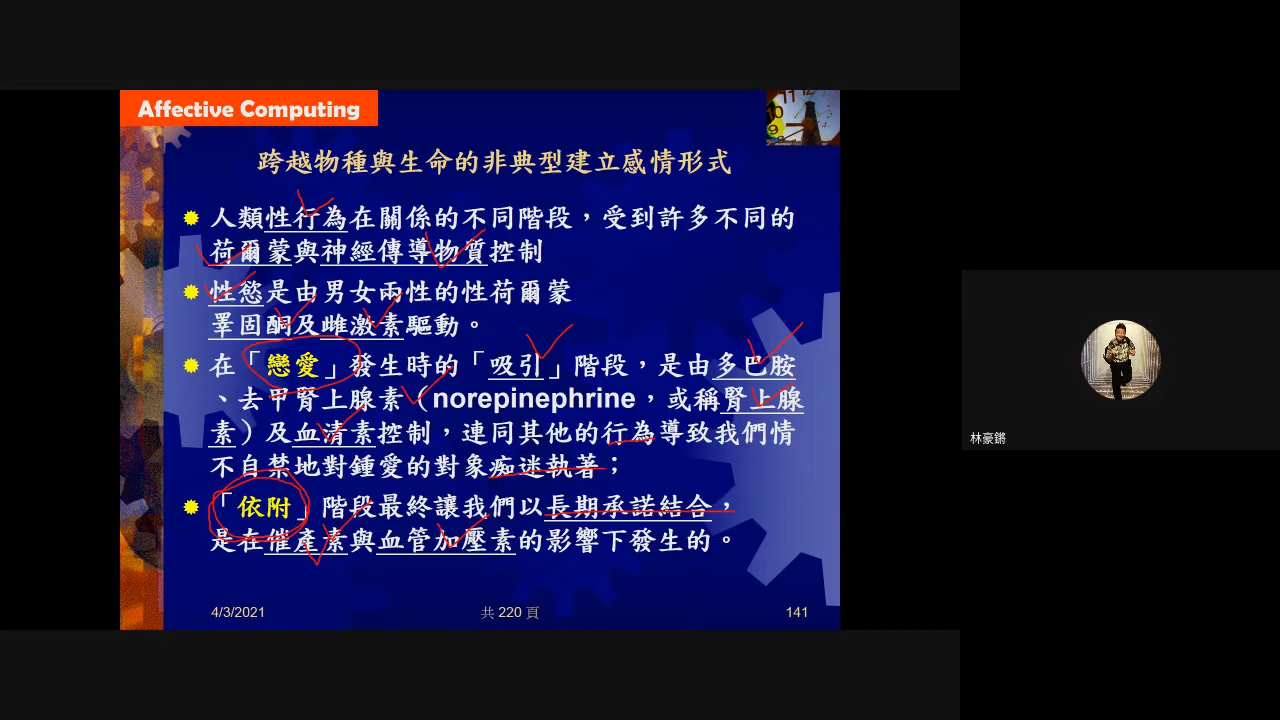 Affective Computing
跨越物種與生命的非典型建立感情形式
人類性行為在關係的不同階段，受到許多不同的
荷爾蒙與神經傳導物質控制
性慾是由男女兩性的性荷爾蒙
睪固酮及雌激素驅動。
在「戀愛」發生時的「吸引」階段，是由多巴胺
、去甲腎上腺素（norepinephrine，或稱腎上腺
素）及血清素控制，連同其他的行為導致我們情
不自禁地對鍾愛的對象痴迷執著；
「依附」階段最終讓我們以長期承諾結合，
是在催產素與血管加壓素的影響下發生的。
4/3/2021
共 220 頁
141
林豪鏘